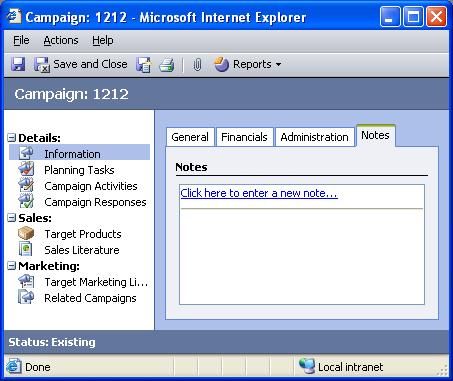 Campaign: 1212 - Microsoft Internet Explorer
File Actions Help
Save and Close Reports
Campaign: 1212
General Financials Administration Notes
Details:
Information
Planning Tasks
Campaign Activities
Campaign Responses
Sales:
Target Products
Sales Literature
Marketing:
Target Marketing Li...
Related Campaigns
Notes
Click here to enter a new note...
Status: Existing
Done Local intranet